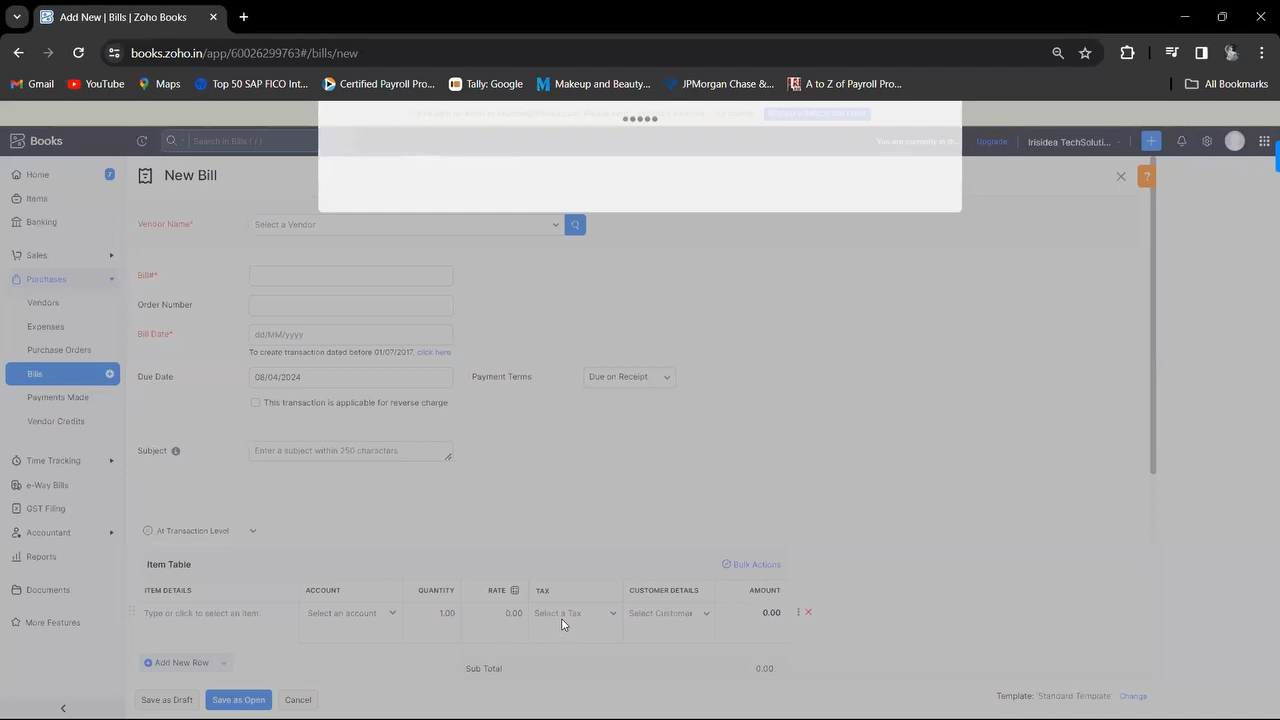 Add New | Bills | Zoho Books
books.zoho.in/app/60026299763#/bills/new
Gmail
YouTube
Maps
Top 50 SAP FICO Int...
Certified Payroll Pro...
Tally: Google
Makeup and Beauty...
JPMorgan Chase &...
A to Z of Payroll Pro...
All Bookmarks
Books
Search in Bills ( / )
You are currently in th...
Upgrade
Irisidea TechSoluti...
Home
7
New Bill
?
Items
Banking
Vendor Name*
Select a Vendor
Sales
Purchases
Bill#*
Vendors
Order Number
Expenses
Bill Date*
dd/MM/yyyy
Purchase Orders
To create transaction dated before 01/07/2017, click here
Bills
Due Date
08/04/2024
Payment Terms
Due on Receipt
Payments Made
This transaction is applicable for reverse charge
Vendor Credits
Subject
Enter a subject within 250 characters
Time Tracking
e-Way Bills
GST Filing
Accountant
At Transaction Level
Reports
Item Table
Bulk Actions
Documents
ITEM DETAILS
ACCOUNT
QUANTITY
RATE
TAX
CUSTOMER DETAILS
AMOUNT
Type or click to select an item.
Select an account
1.00
0.00
Select a Tax
Select Customer
0.00
More Features
Add New Row
Sub Total
0.00
Save as Draft
Save as Open
Cancel
Template: 'Standard Template'
Change